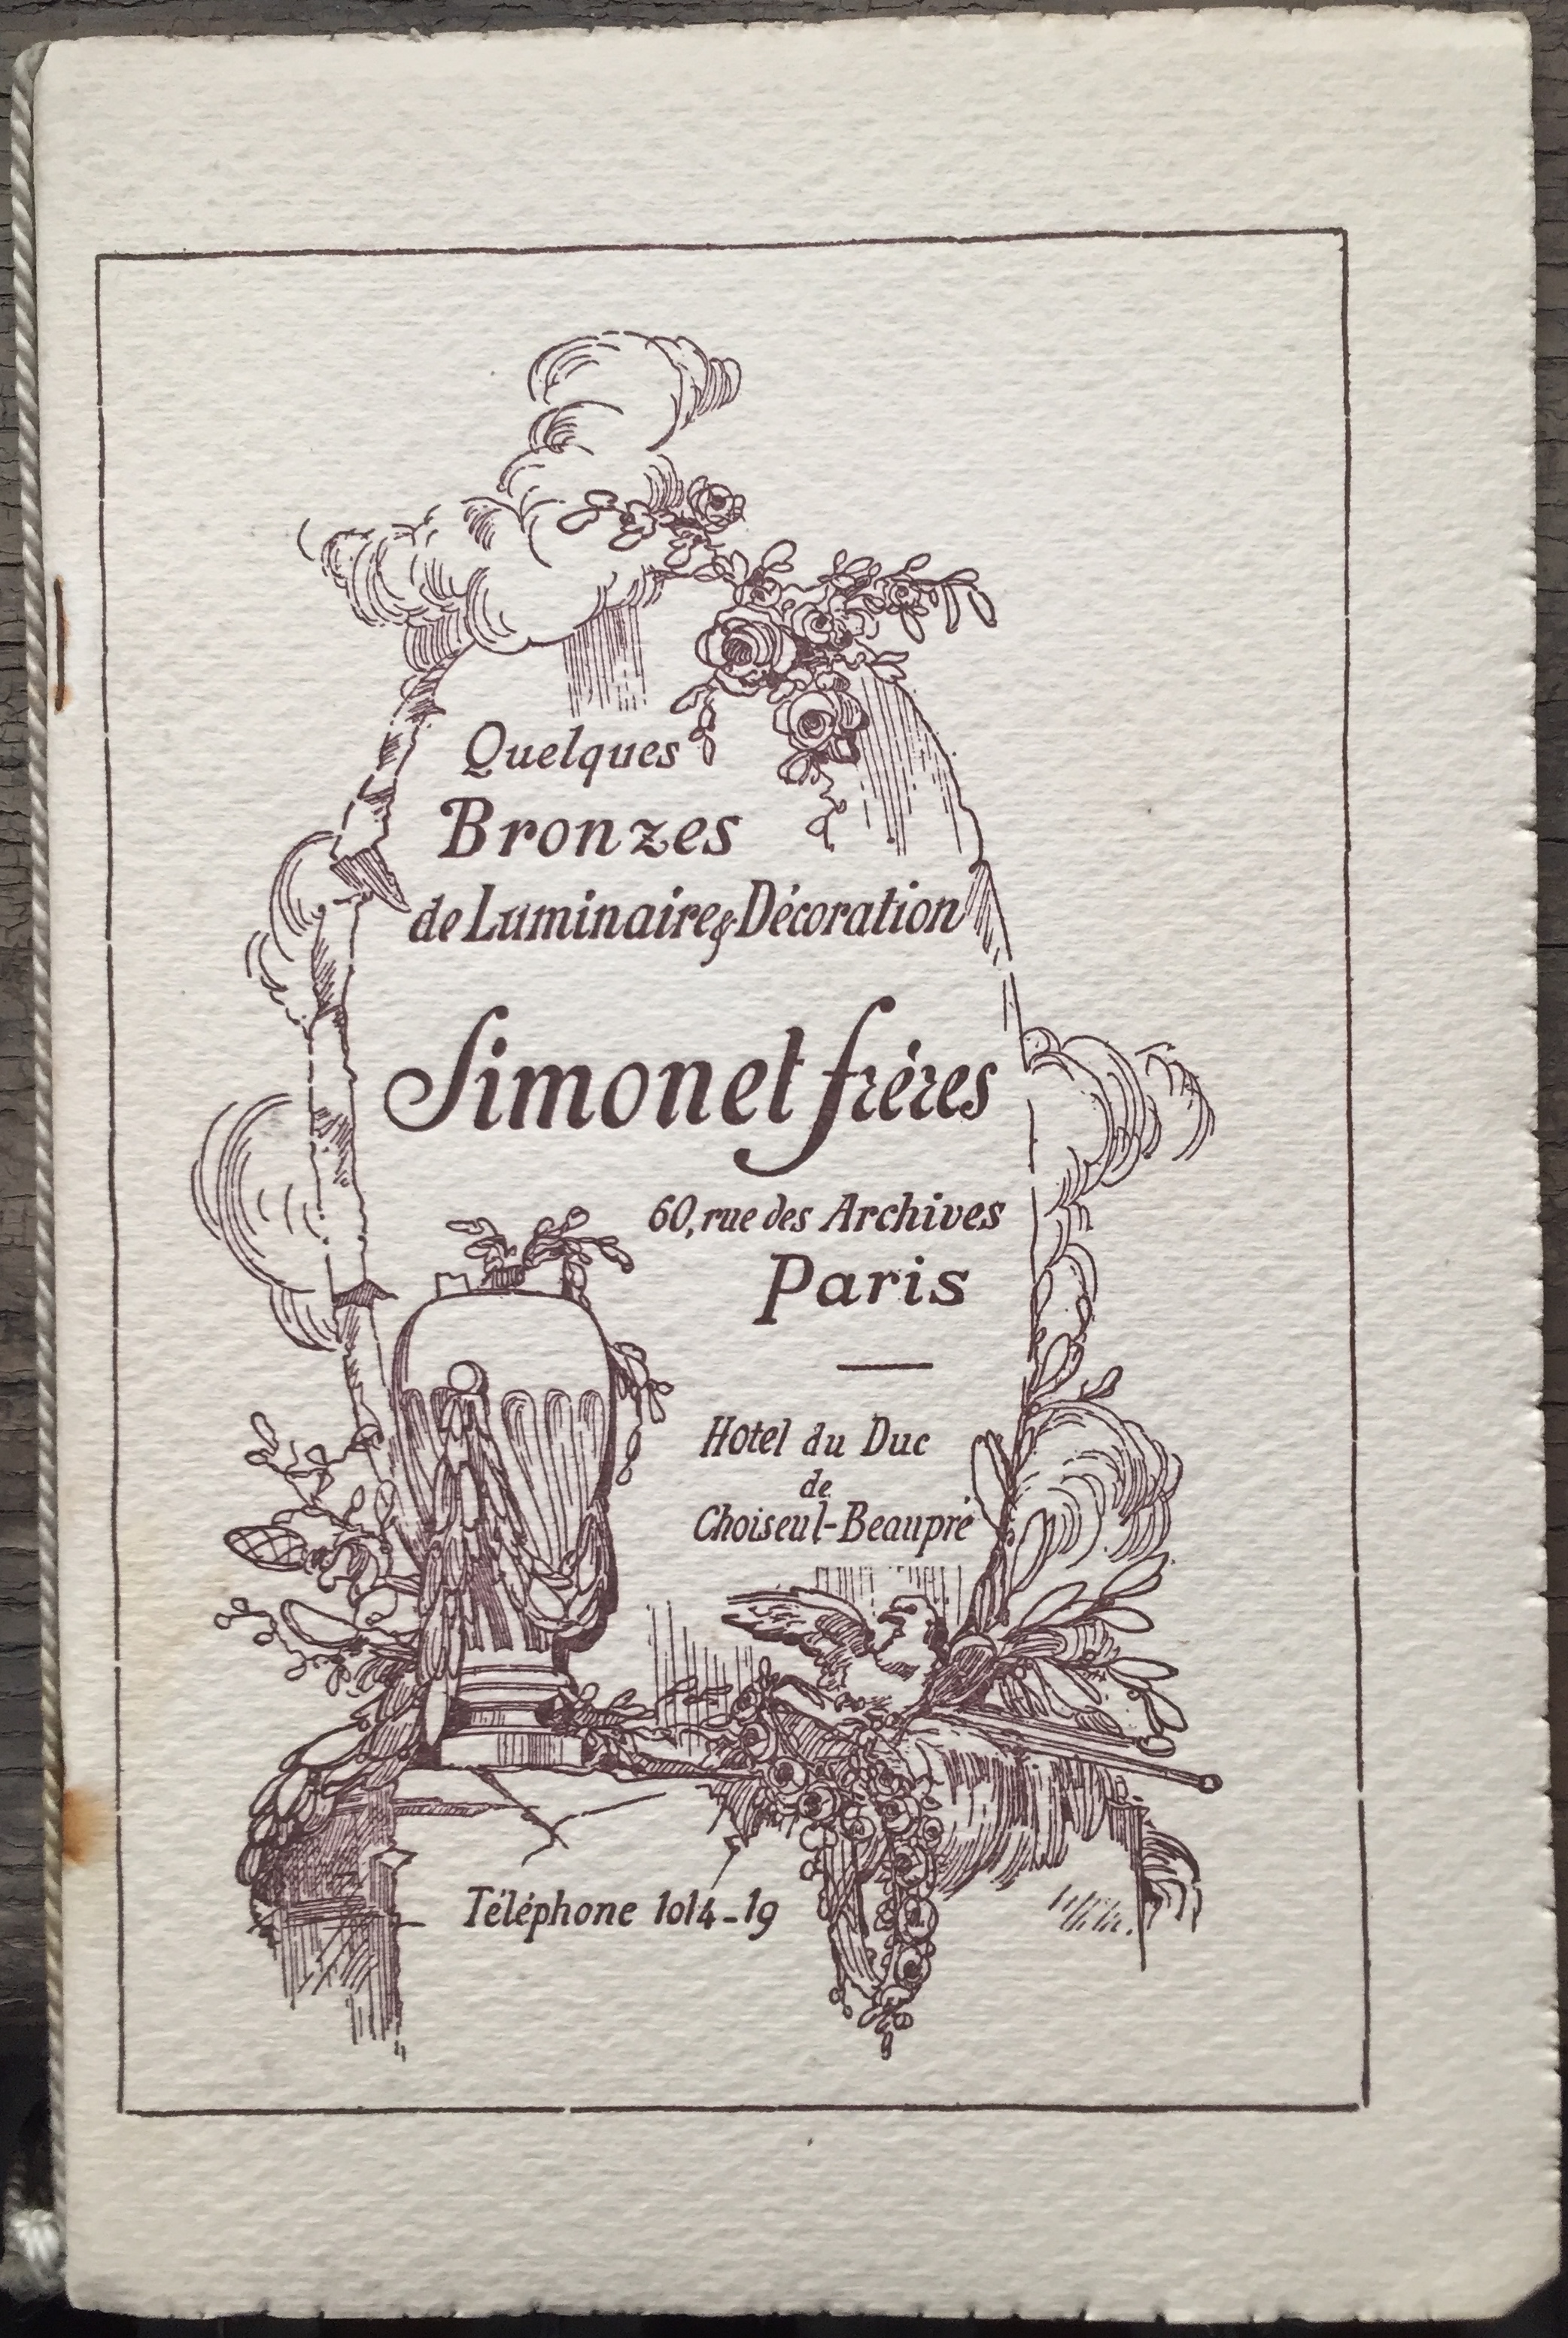 Quelques
Bronzes
de Luminaire & Décoration
Simonet fréres
60, rue des Archives
Paris
Hotel du Duc
de
Choiseul-Beaupré
Téléphone 1014-19